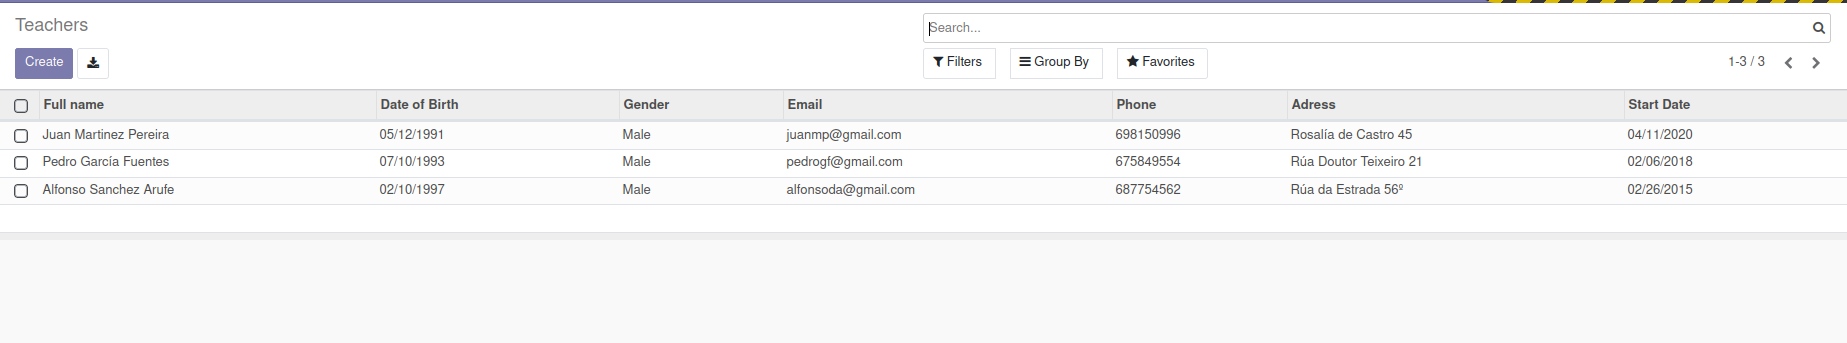 Teachers
Search...
Create
Filters Group By Favorites 1-3 / 3
Full name Date of Birth Gender Email Phone Adress Start Date
Juan Martinez Pereira 05/12/1991 Male juanmp@gmail.com 698150996 Rosalía de Castro 45 04/11/2020
Pedro García Fuentes 07/10/1993 Male pedrogf@gmail.com 675849554 Rúa Doutor Teixeiro 21 02/06/2018
Alfonso Sanchez Arufe 02/10/1997 Male alfonsoda@gmail.com 687754562 Rúa da Estrada 56º 02/26/2015